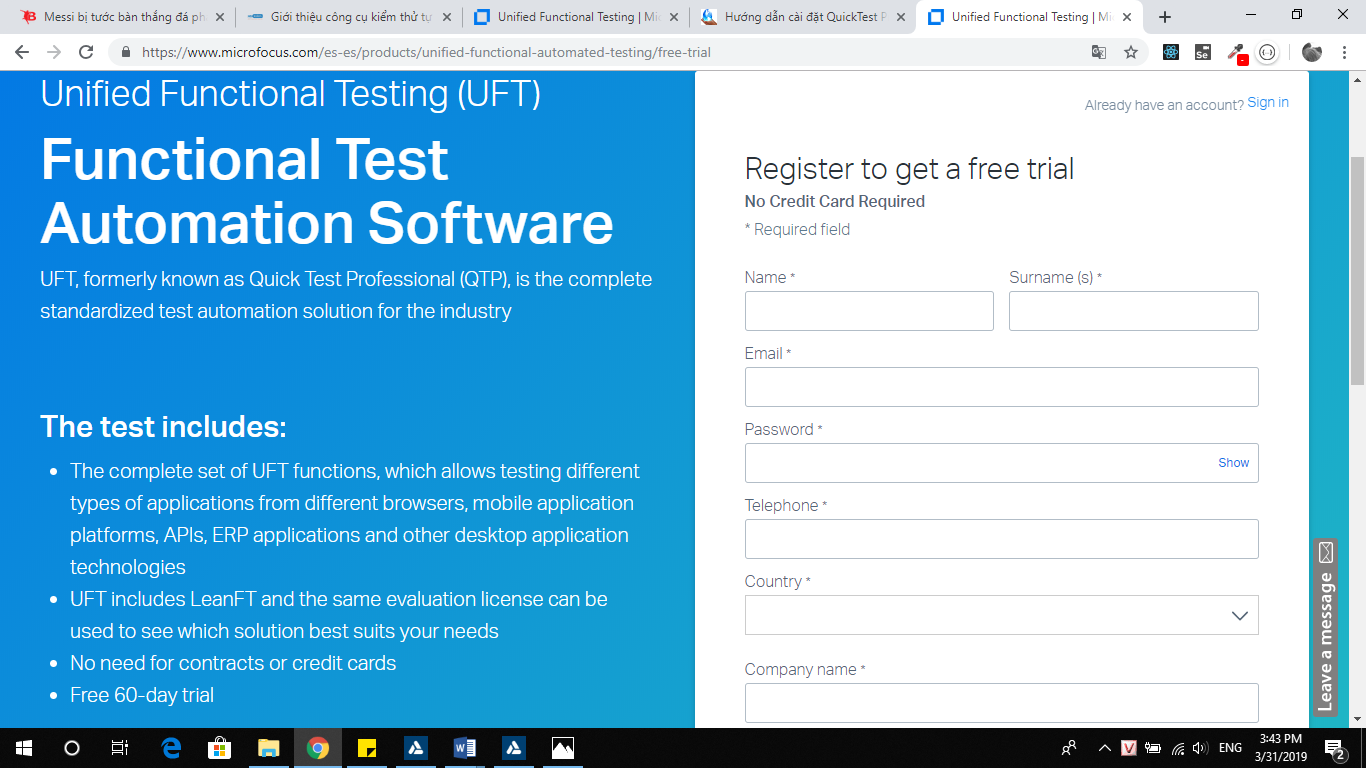 Messi bị tước bàn thắng đá ph
Giới thiệu công cụ kiểm thử tự
Unified Functional Testing | Mic
Hướng dẫn cài đặt QuickTest P
Unified Functional Testing | Mi
https://www.microfocus.com/es-es/products/unified-functional-automated-testing/free-trial
Se
Unified Functional Testing (UFT)
Functional Test
Automation Software
UFT, formerly known as Quick Test Professional (QTP), is the complete
standardized test automation solution for the industry
The test includes:
• The complete set of UFT functions, which allows testing different
types of applications from different browsers, mobile application
platforms, APIs, ERP applications and other desktop application
technologies
• UFT includes LeanFT and the same evaluation license can be
used to see which solution best suits your needs
• No need for contracts or credit cards
• Free 60-day trial
Already have an account? Sign in
Register to get a free trial
No Credit Card Required
* Required field
Name * Surname (s) *
Email *
Password *
Show
Telephone *
Country *
Company name *
Leave a message
ENG
3:43 PM
3/31/2019
2